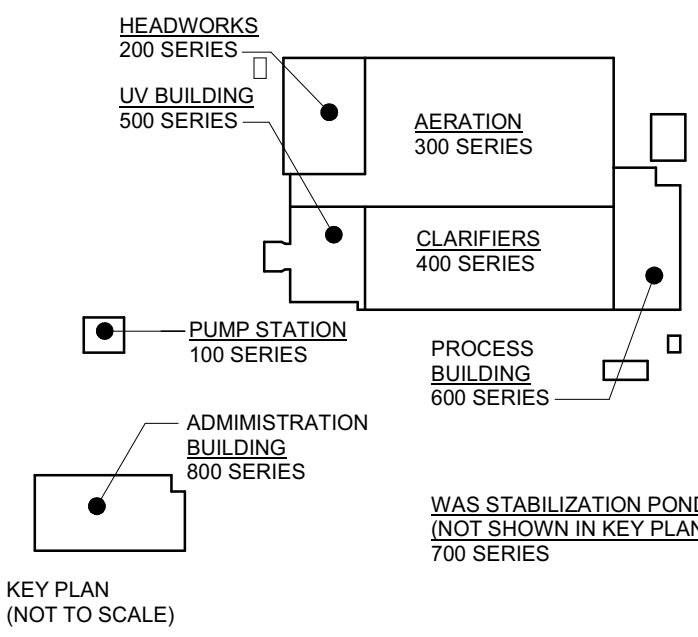 HEADWORKS
200 SERIES
UV BUILDING
500 SERIES
AERATION
300 SERIES
CLARIFIERS
400 SERIES
PUMP STATION
100 SERIES
PROCESS
BUILDING
600 SERIES
ADMIMISTRATION
BUILDING
800 SERIES
WAS STABILIZATION POND
(NOT SHOWN IN KEY PLAN
700 SERIES
KEY PLAN
(NOT TO SCALE)